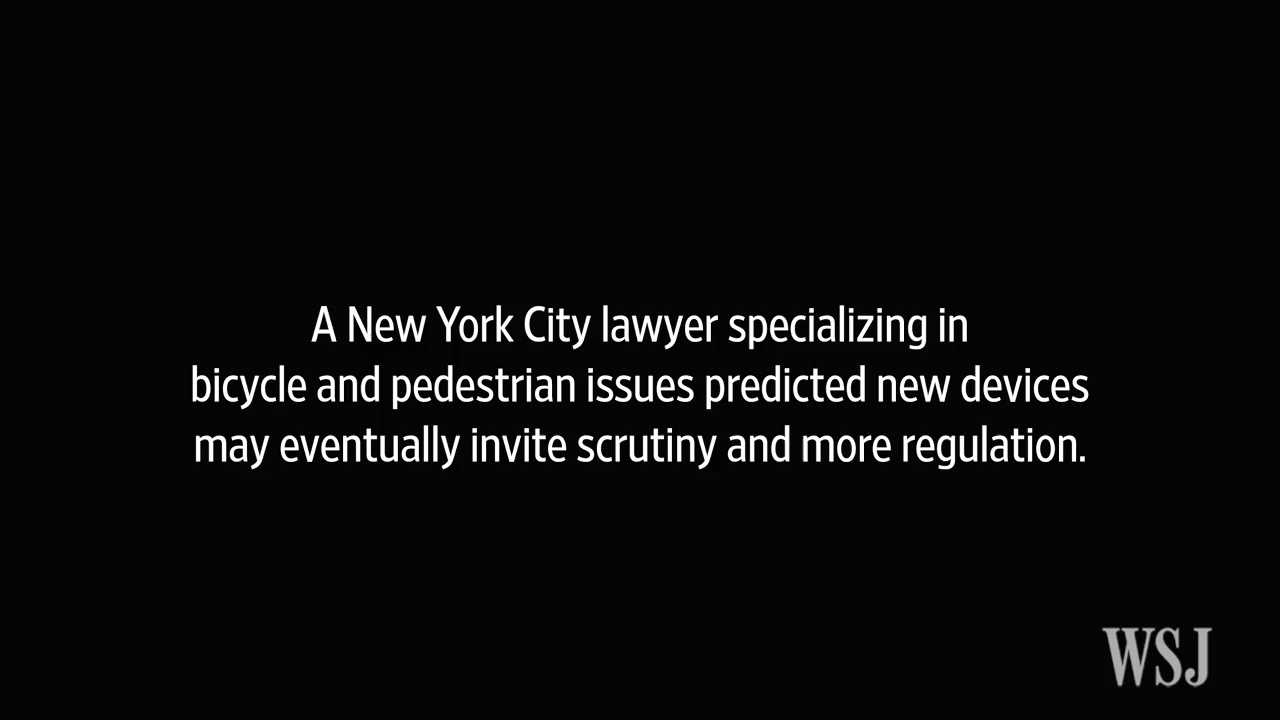 A New York City lawyer specializing in
bicycle and pedestrian issues predicted new devices
may eventually invite scrutiny and more regulation.
WSJ